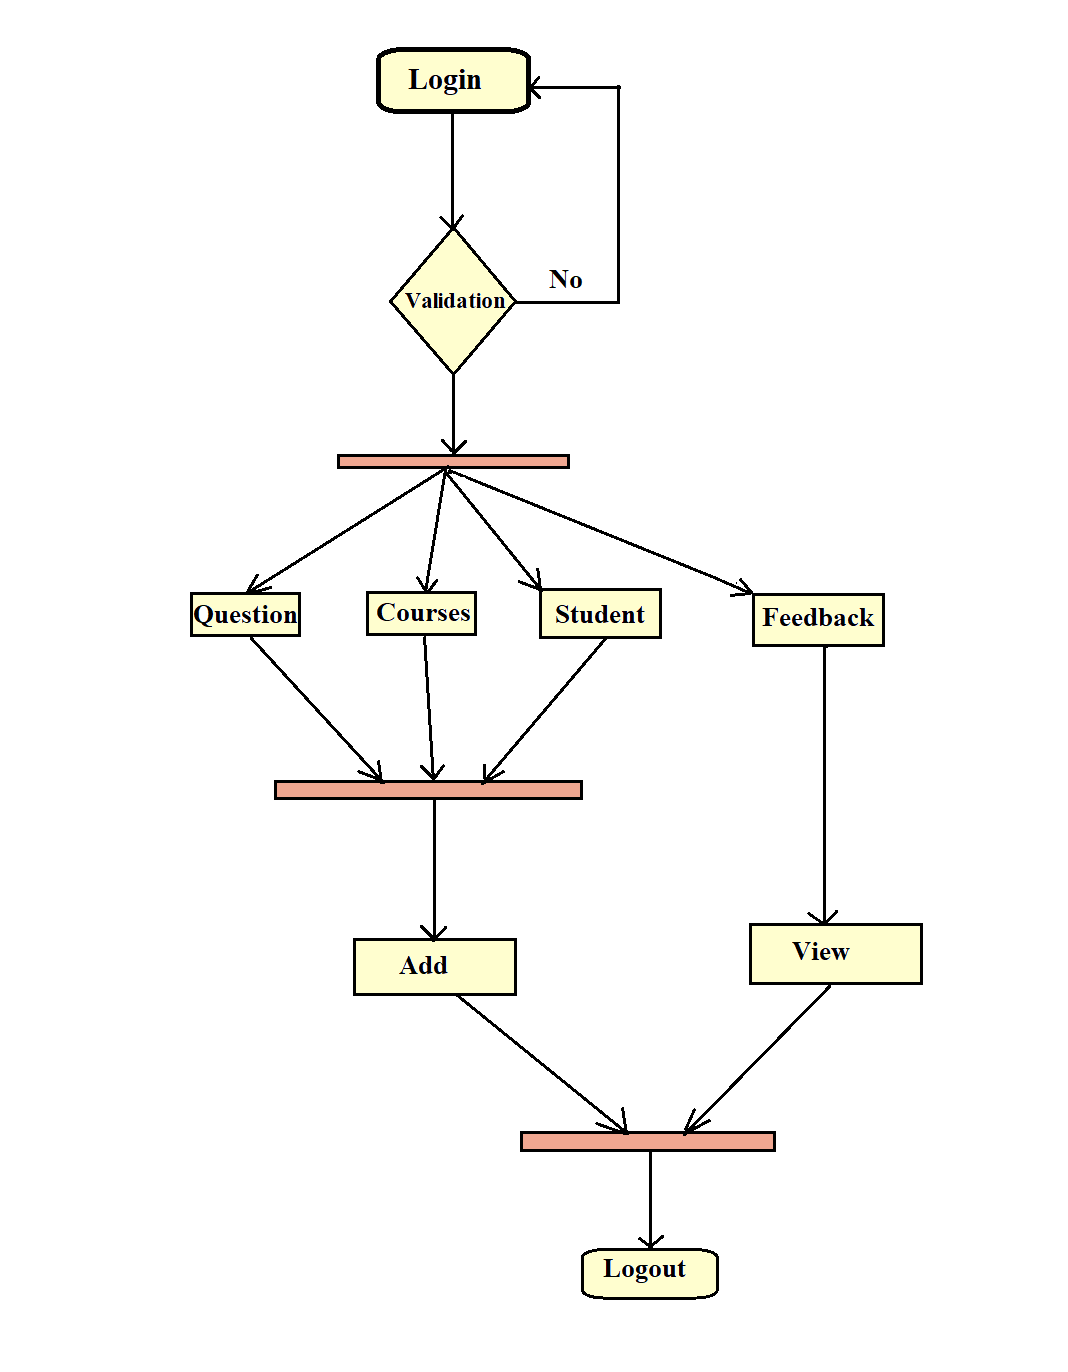 Login
No
Validation
Question
Courses
Student
Feedback
Add
View
Logout